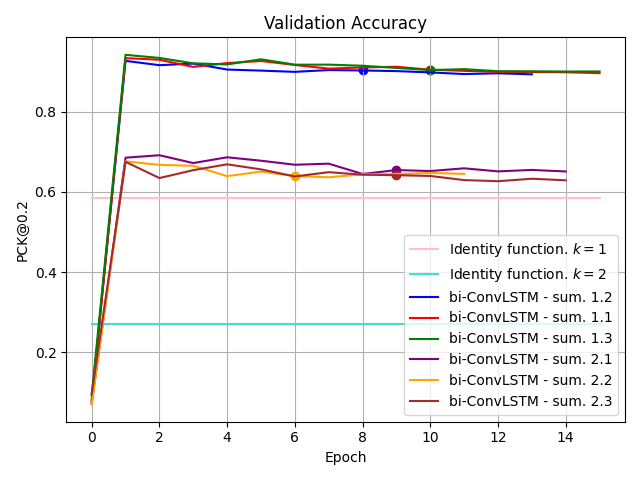 Validation Accuracy
PCK@0.2
0.8
0.6
0.4
0.2
0 2 4 6 8 10 12 14
Epoch
Identity function. k = 1
Identity function. k = 2
bi-ConvLSTM - sum. 1.2
bi-ConvLSTM - sum. 1.1
bi-ConvLSTM - sum. 1.3
bi-ConvLSTM - sum. 2.1
bi-ConvLSTM - sum. 2.2
bi-ConvLSTM - sum. 2.3